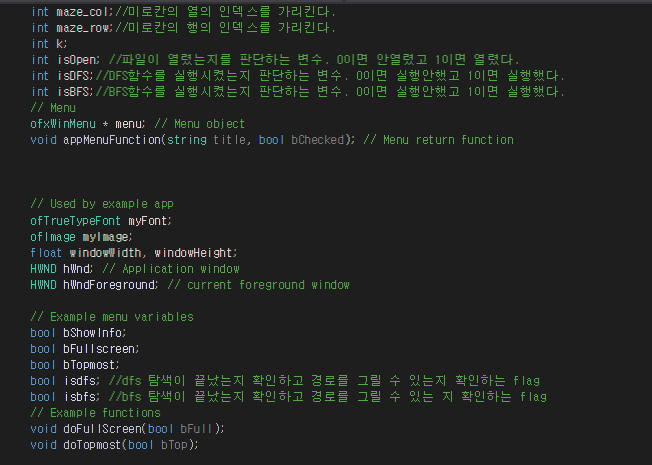 int maze_col;//미로칸의 열의 인덱스를 가리킨다.
int maze_row;//미로칸의 행의 인덱스를 가리킨다.
int k;
int isOpen; //파일이 열렸는지를 판단하는 변수. 0이면 안열렸고 1이면 열렸다.
int isDFS;//DFS함수를 실행시켰는지 판단하는 변수. 0이면 실행안했고 1이면 실행했다.
int isBFS;//BFS함수를 실행시켰는지 판단하는 변수. 0이면 실행안했고 1이면 실행했다.
// Menu
ofxWinMenu * menu; // Menu object
void appMenuFunction(string title, bool bChecked); // Menu return function
// Used by example app
ofTrueTypeFont myFont;
ofImage myImage;
float windowWidth, windowHeight;
HWND hWnd; // Application window
HWND hWndForeground; // current foreground window
// Example menu variables
bool bShowInfo;
bool bFullscreen;
bool bTopmost;
bool isdfs; //dfs 탐색이 끝났는지 확인하고 경로를 그릴 수 있는지 확인하는 flag
bool isbfs; //bfs 탐색이 끝났는지 확인하고 경로를 그릴 수 있는 지 확인하는 flag
// Example functions
void doFullScreen(bool bFull);
void doTopmost(bool bTop);